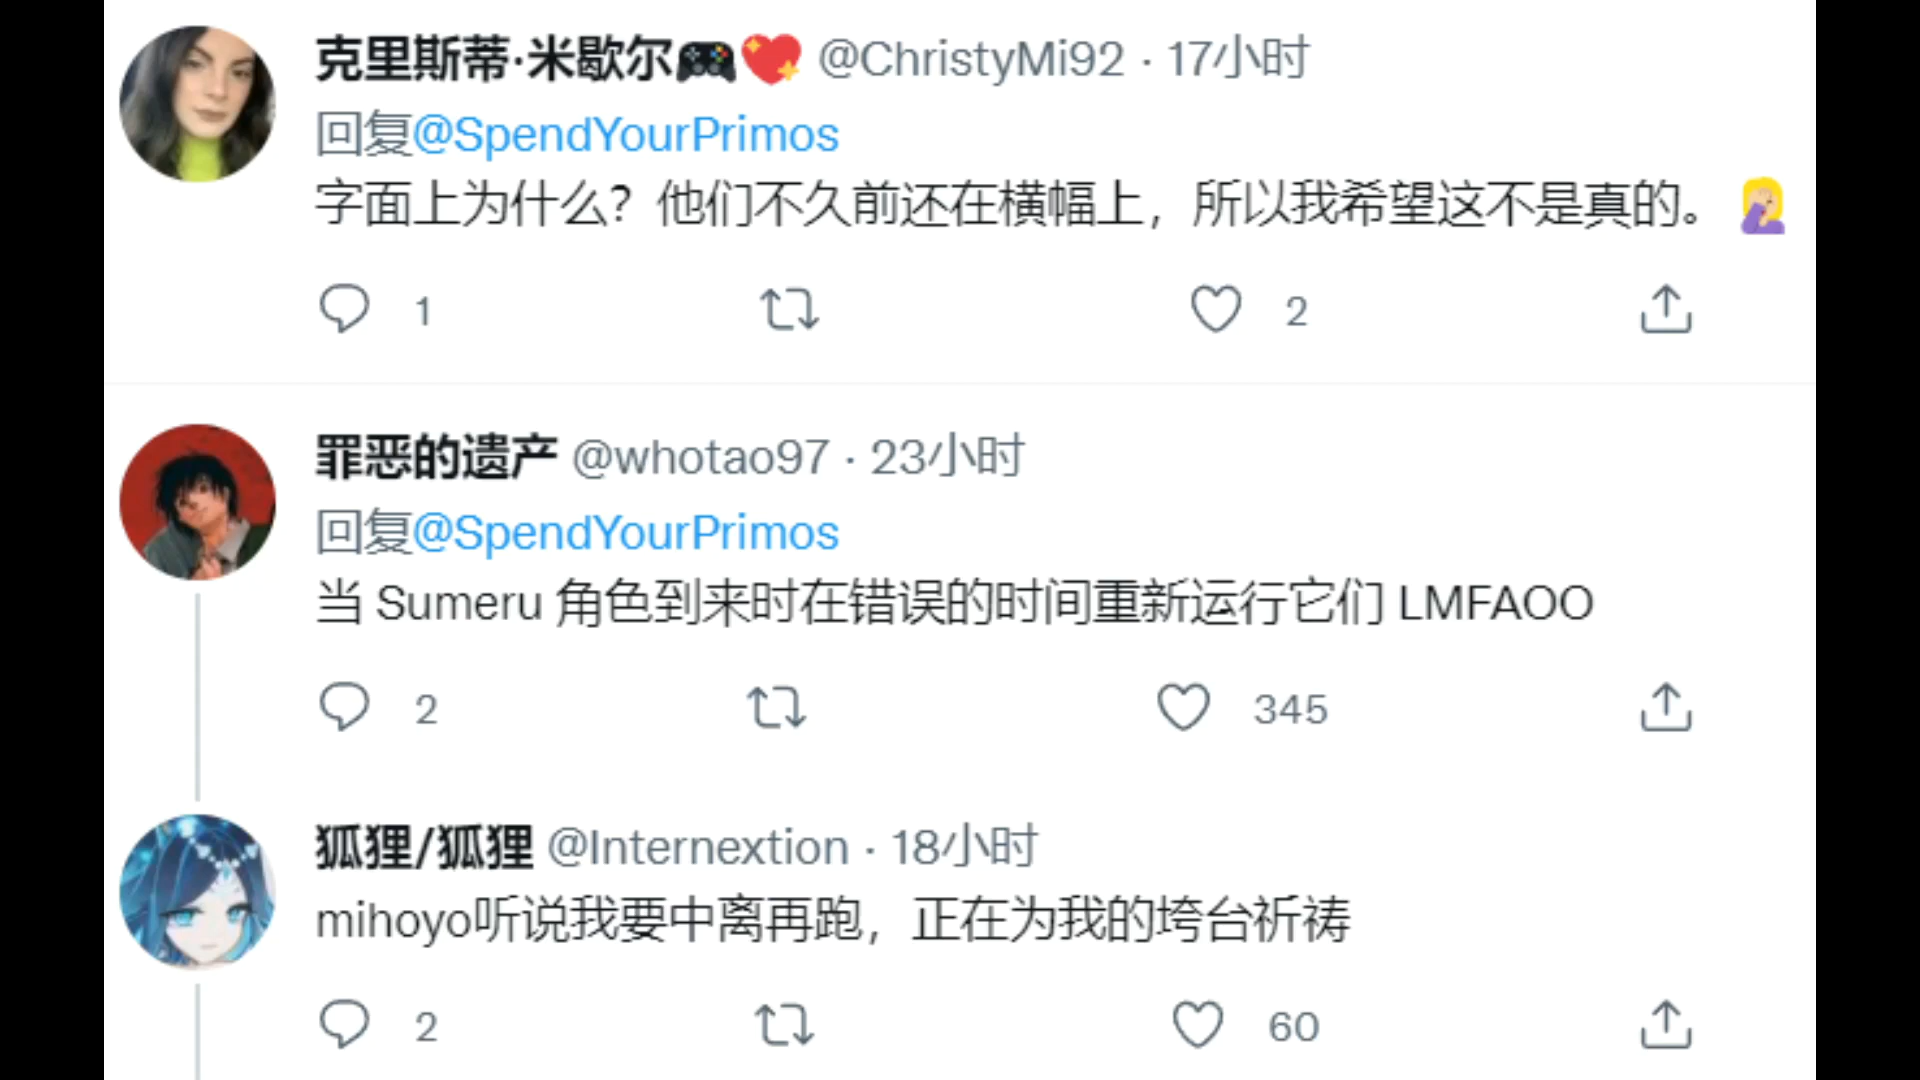 克里斯蒂·米歇尔🎮💖 @ChristyMi92 · 17小时
回复@SpendYourPrimos
字面上为什么？他们不久前还在横幅上，所以我希望这不是真的。🤦‍♀️
1 2
罪恶的遗产 @whotao97 · 23小时
回复@SpendYourPrimos
当 Sumeru 角色到来时在错误的时间重新运行它们 LMFAOO
2 345
狐狸/狐狸 @Internextion · 18小时
mihoyo听说我要中离再跑，正在为我的垮台祈祷
2 60